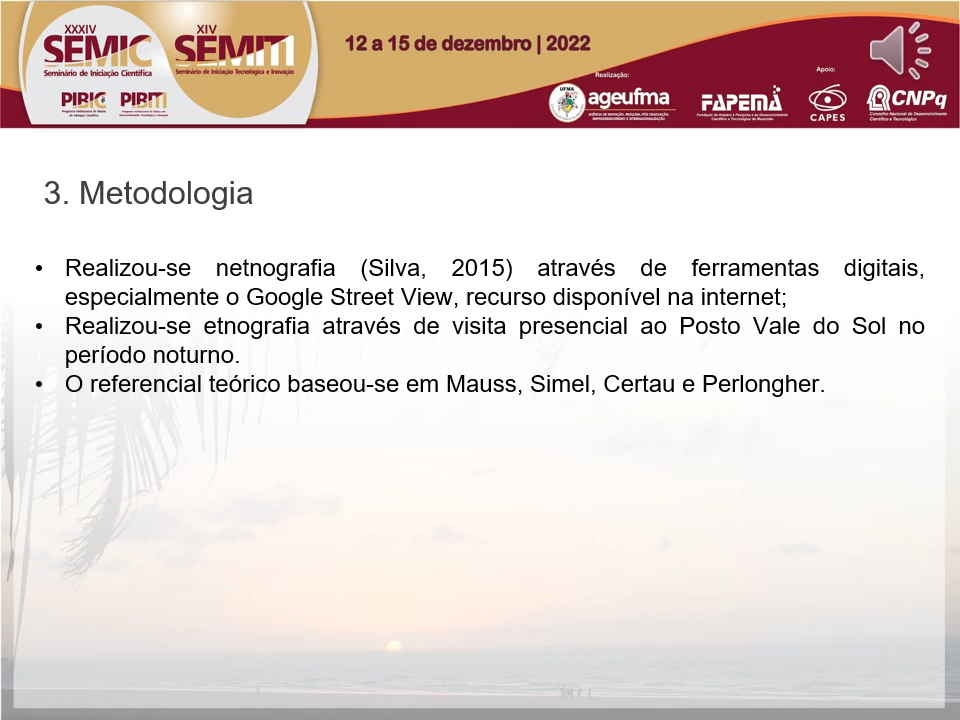 XXXIV
SEMIC
Seminário de Iniciação Científica
PIBIC
XIV
SEMITI
Seminário de Iniciação Tecnológica e Inovação
PIBITI
12 a 15 de dezembro | 2022
Realização:
UFMA
ageufma
AGÊNCIA DE INOVAÇÃO, PESQUISA, PÓS-GRADUAÇÃO,
EMPREENDEDORISMO E INTERNACIONALIZAÇÃO
FAPEMA
Fundação de Amparo à Pesquisa e ao Desenvolvimento
Científico e Tecnológico do Maranhão
Apoio:
CAPES
CNPq
Conselho Nacional de Desenvolvimento
Científico e Tecnológico
3. Metodologia
• Realizou-se netnografia (Silva, 2015) através de ferramentas digitais,
especialmente o Google Street View, recurso disponível na internet;
• Realizou-se etnografia através de visita presencial ao Posto Vale do Sol no
período noturno.
• O referencial teórico baseou-se em Mauss, Simel, Certau e Perlongher.